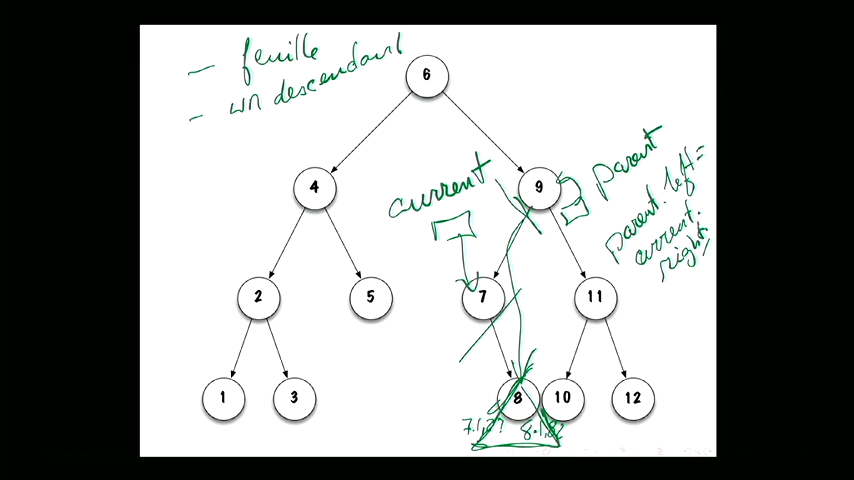 - feuille
- un descendant
6
4
9
parent
current
parent.left=
current.
right
2
5
7
11
1
3
8
10
12